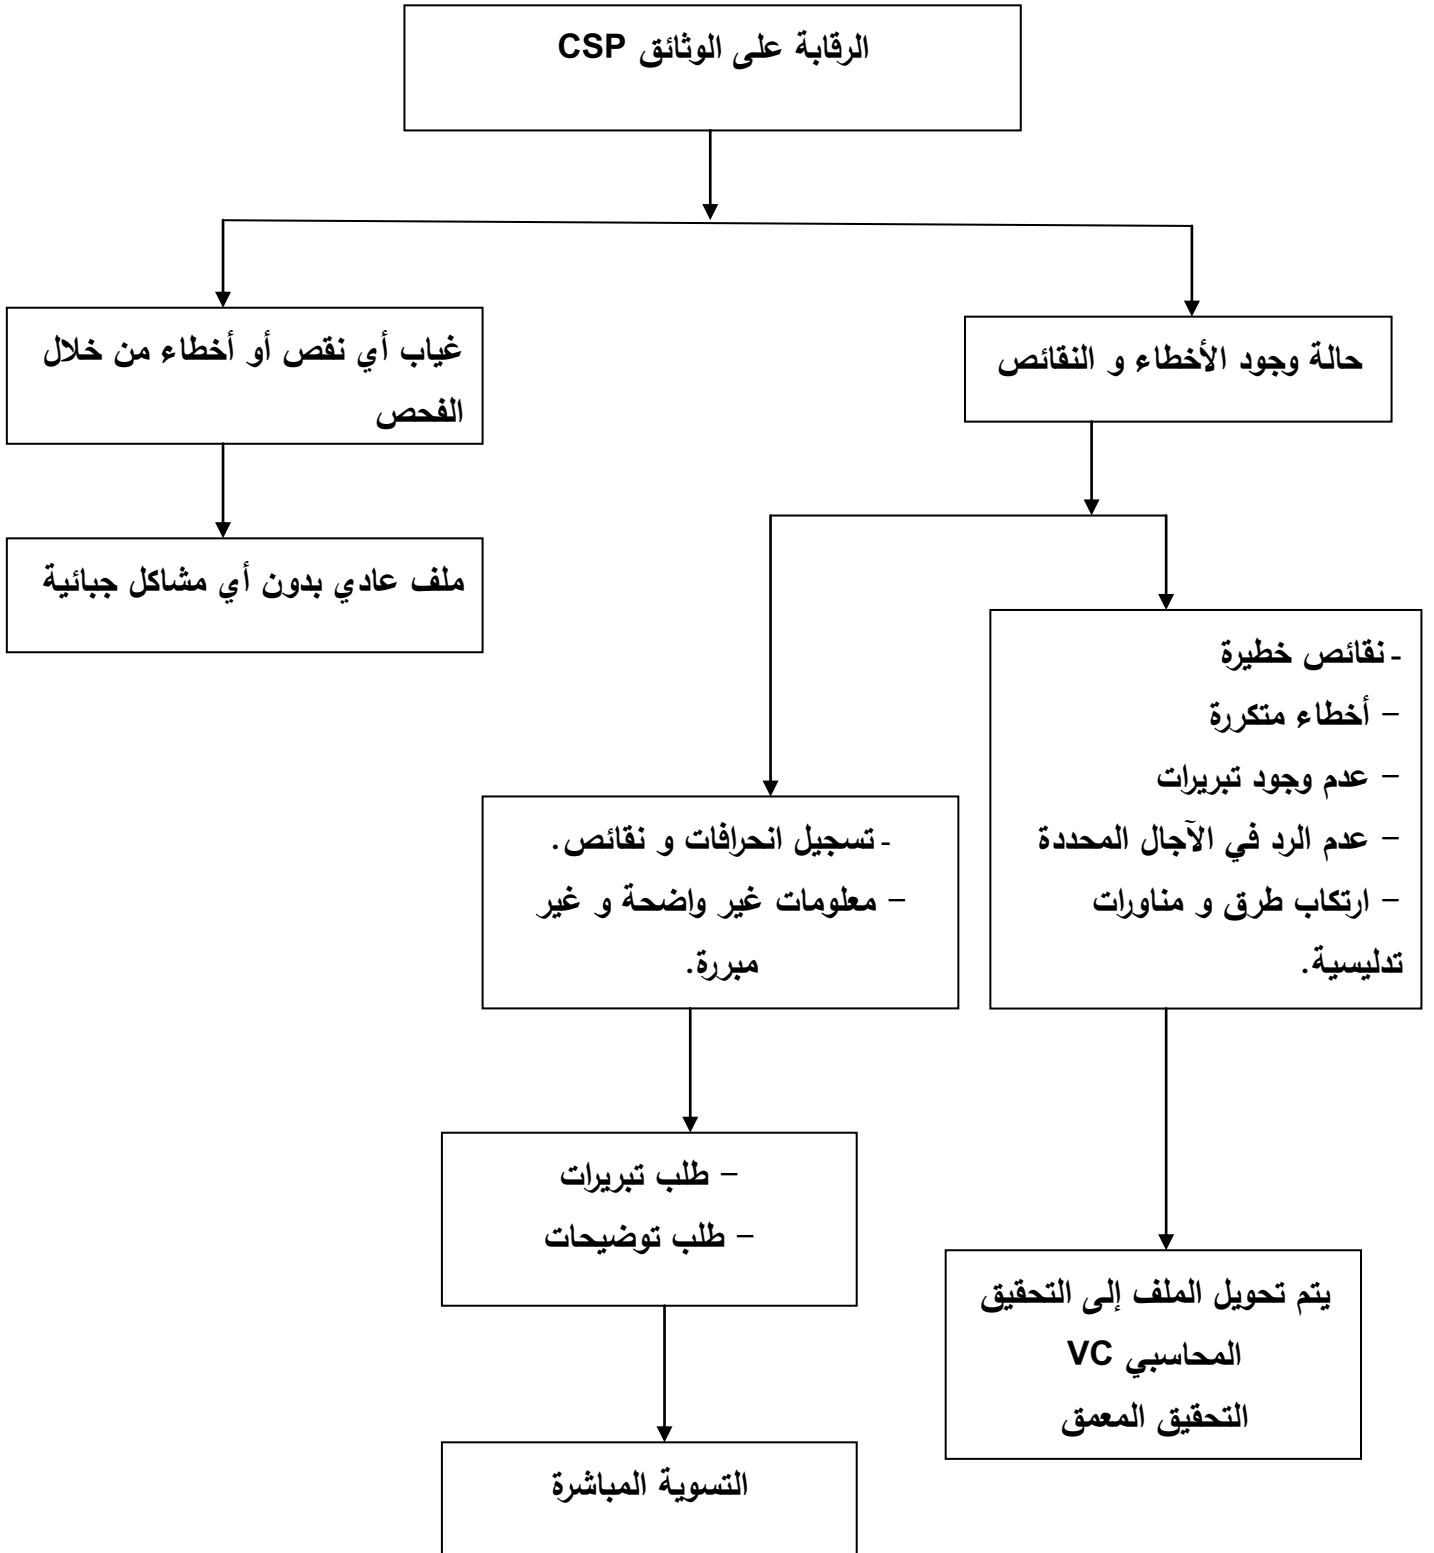 الرقابة على الوثائق CSP
حالة وجود الأخطاء و النقائص
غياب أي نقص أو أخطاء من خلال
الفحص
ملف عادي بدون أي مشاكل جبائية
- نقائص خطيرة
– أخطاء متكررة
– عدم وجود تبريرات
– عدم الرد في الآجال المحددة
– ارتكاب طرق و مناورات
تدليسية.
- تسجيل انحرافات و نقائص.
– معلومات غير واضحة و غير
مبررة.
– طلب تبريرات
– طلب توضيحات
يتم تحويل الملف إلى التحقيق
المحاسبي VC
التحقيق المعمق
التسوية المباشرة